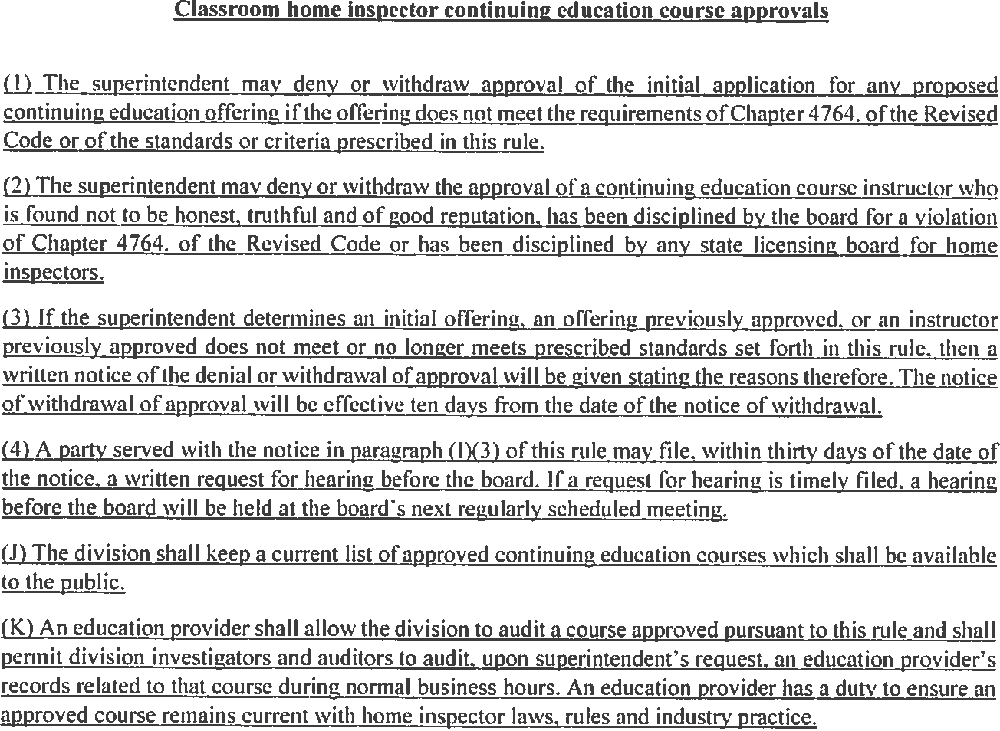 Classroom home inspector continuing education course approvals
(1) The superintendent may deny or withdraw approval of the initial application for any proposed
continuing education offering if the offering does not meet the requirements of Chapter 4764. of the Revised
Code or of the standards or criteria prescribed in this rule.
(2) The superintendent may deny or withdraw the approval of a continuing education course instructor who
is found not to be honest, truthful and of good reputation, has been disciplined by the board for a violation
of Chapter 4764. of the Revised Code or has been disciplined by any state licensing board for home
inspectors.
(3) If the superintendent determines an initial offering, an offering previously approved, or an instructor
previously approved does not meet or no longer meets prescribed standards set forth in this rule, then a
written notice of the denial or withdrawal of approval will be given stating the reasons therefore. The notice
of withdrawal of approval will be effective ten days from the date of the notice of withdrawal.
(4) A party served with the notice in paragraph (I)(3) of this rule may file, within thirty days of the date of
the notice, a written request for hearing before the board. If a request for hearing is timely filed, a hearing
before the board will be held at the board's next regularly scheduled meeting.
(J) The division shall keep a current list of approved continuing education courses which shall be available
to the public.
(K) An education provider shall allow the division to audit a course approved pursuant to this rule and shall
permit division investigators and auditors to audit, upon superintendent's request, an education provider's
records related to that course during normal business hours. An education provider has a duty to ensure an
approved course remains current with home inspector laws, rules and industry practice.